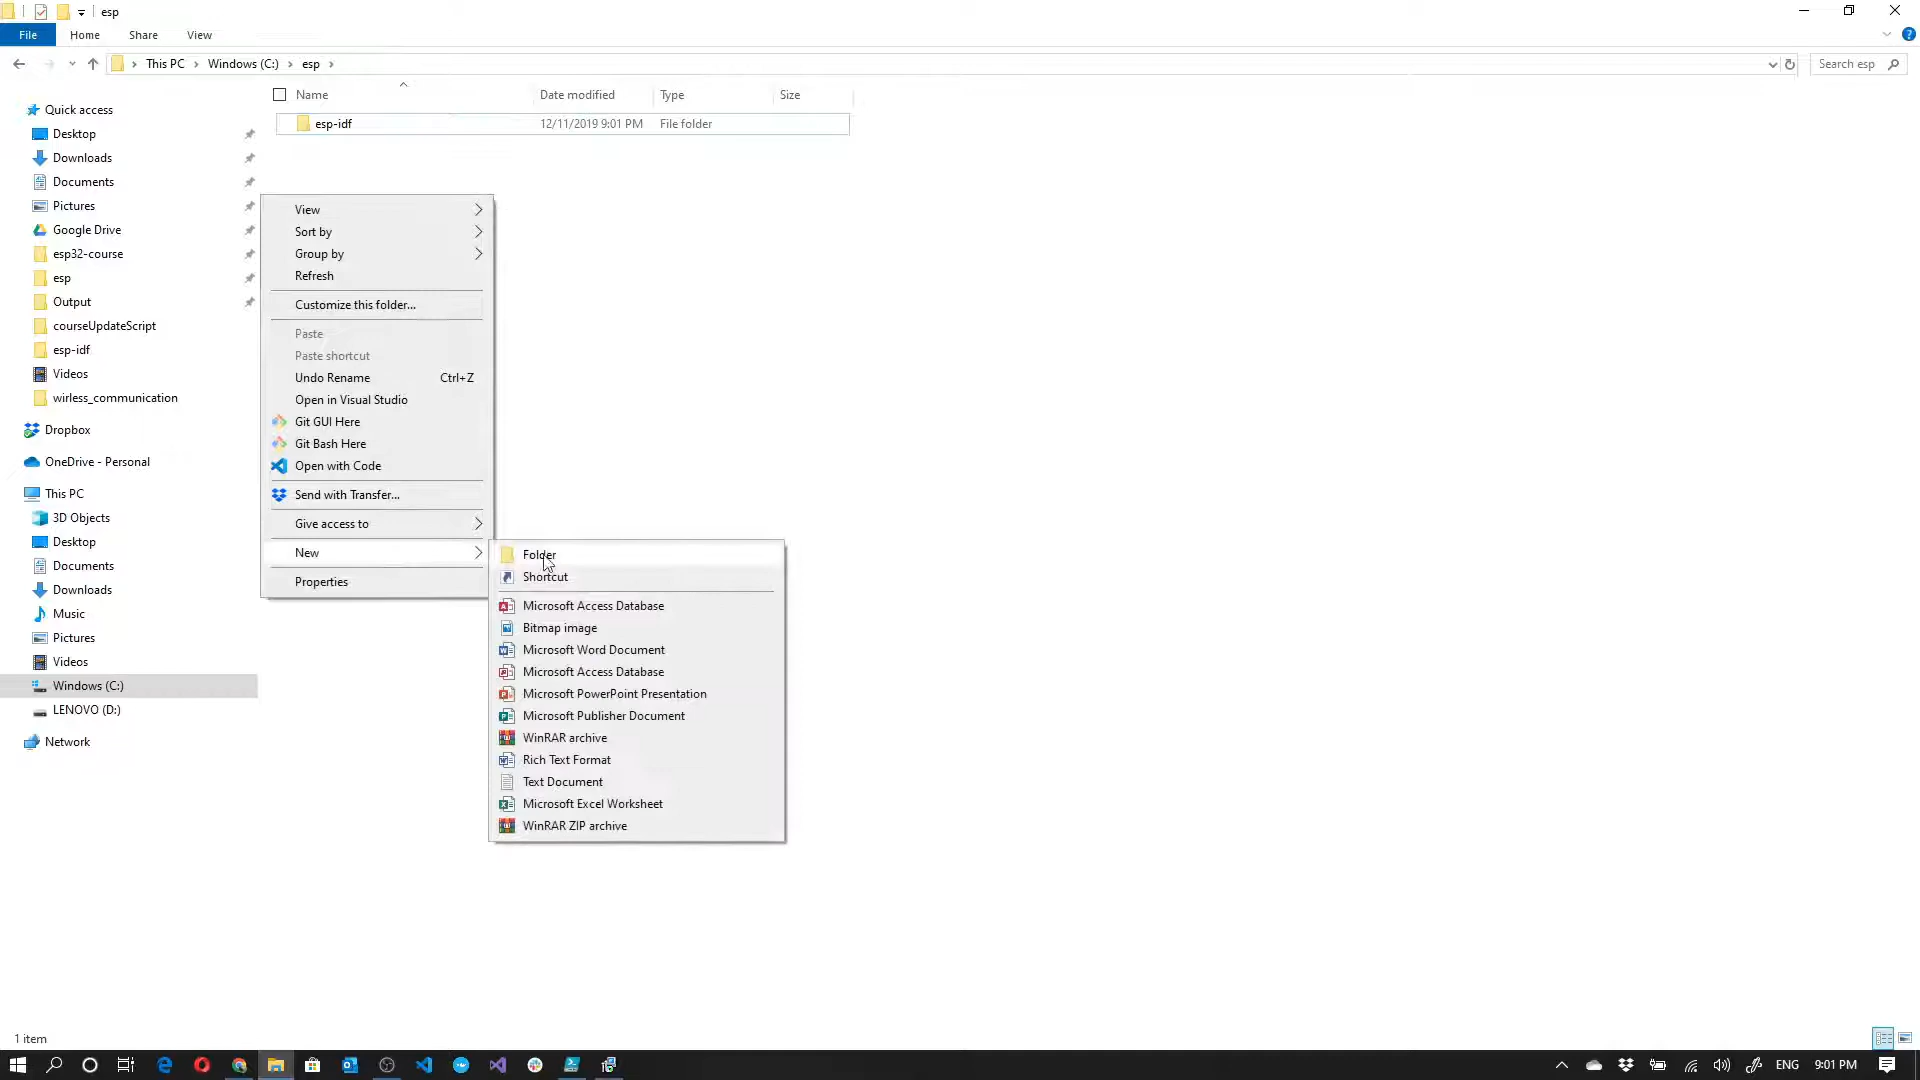 esp
File Home Share View
This PC Windows (C:) esp Search esp
Name Date modified Type Size
esp-idf 12/11/2019 9:01 PM File folder
Quick access
Desktop
Downloads
Documents
Pictures
Google Drive
esp32-course
esp
Output
courseUpdateScript
esp-idf
Videos
wirless_communication
Dropbox
OneDrive - Personal
This PC
3D Objects
Desktop
Documents
Downloads
Music
Pictures
Videos
Windows (C:)
LENOVO (D:)
Network
View
Sort by
Group by
Refresh
Customize this folder...
Paste
Paste shortcut
Undo Rename Ctrl+Z
Open in Visual Studio
Git GUI Here
Git Bash Here
Open with Code
Send with Transfer...
Give access to
New
Properties
Folder
Shortcut
Microsoft Access Database
Bitmap image
Microsoft Word Document
Microsoft Access Database
Microsoft PowerPoint Presentation
Microsoft Publisher Document
WinRAR archive
Rich Text Format
Text Document
Microsoft Excel Worksheet
WinRAR ZIP archive
1 item
ENG 9:01 PM